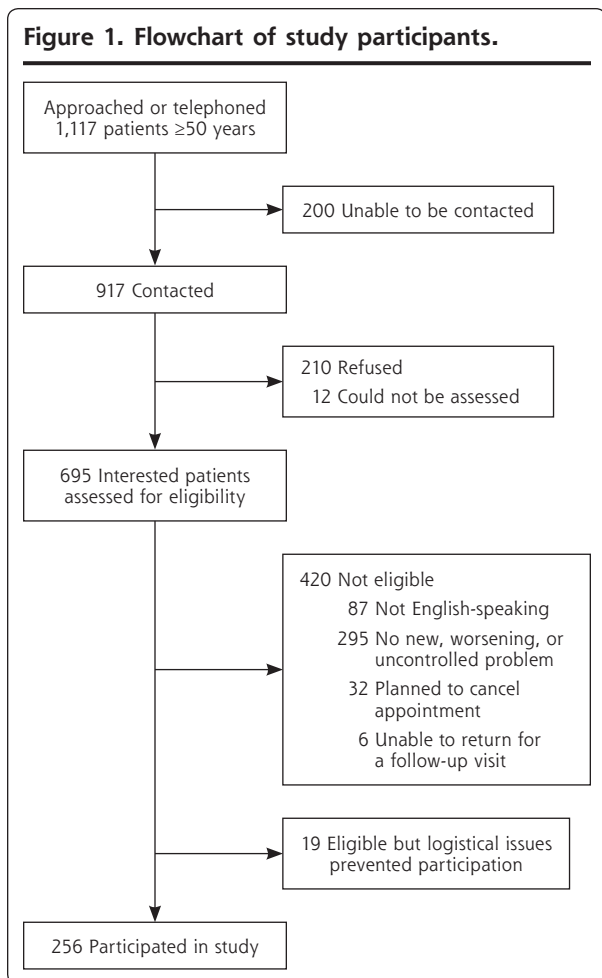 Figure 1. Flowchart of study participants.
Approached or telephoned
1,117 patients ≥50 years
200 Unable to be contacted
917 Contacted
210 Refused
12 Could not be assessed
695 Interested patients
assessed for eligibility
420 Not eligible
87 Not English-speaking
295 No new, worsening, or
uncontrolled problem
32 Planned to cancel
appointment
6 Unable to return for
a follow-up visit
19 Eligible but logistical issues
prevented participation
256 Participated in study